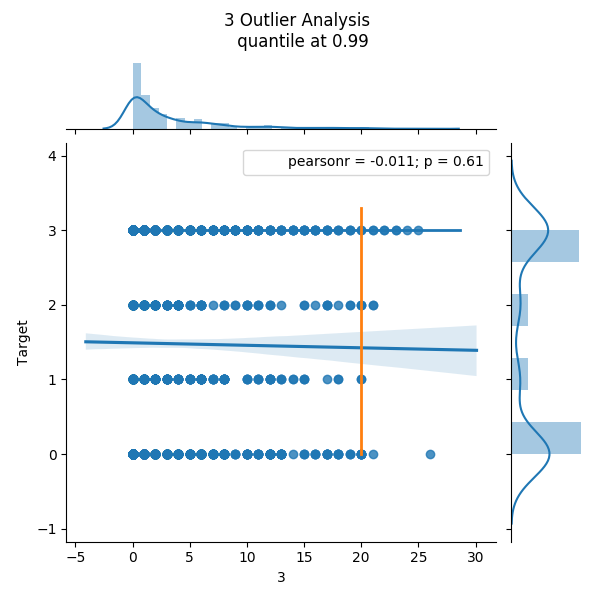 3 Outlier Analysis
quantile at 0.99
pearsonr = -0.011; p = 0.61
4
3
2
1
0
−1
Target
−5 0 5 10 15 20 25 30
3